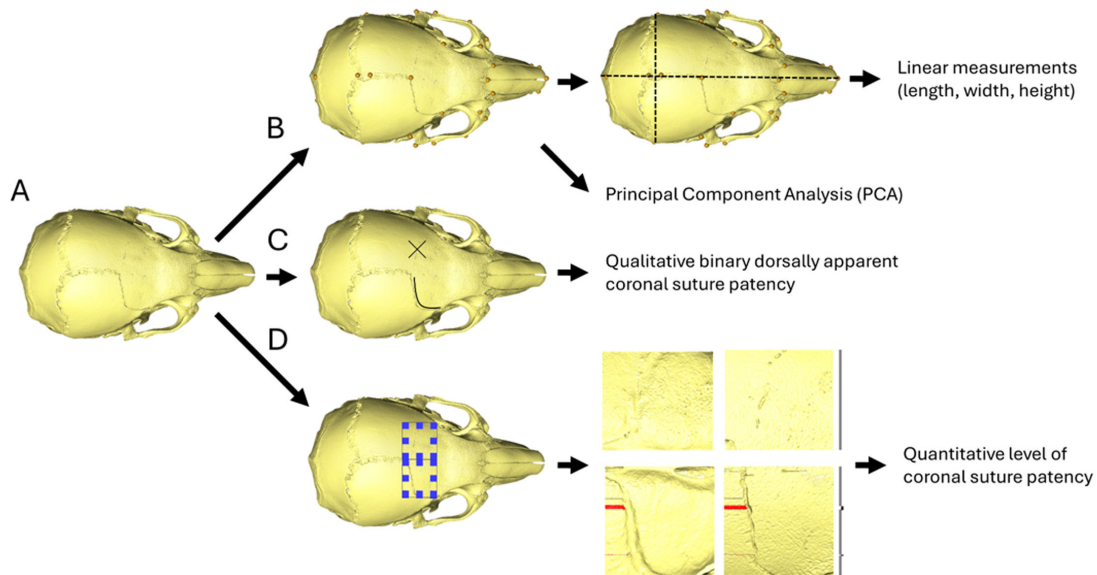 B
Linear measurements
(length, width, height)
A
Principal Component Analysis (PCA)
C
Qualitative binary dorsally apparent
coronal suture patency
D
Quantitative level of
coronal suture patency